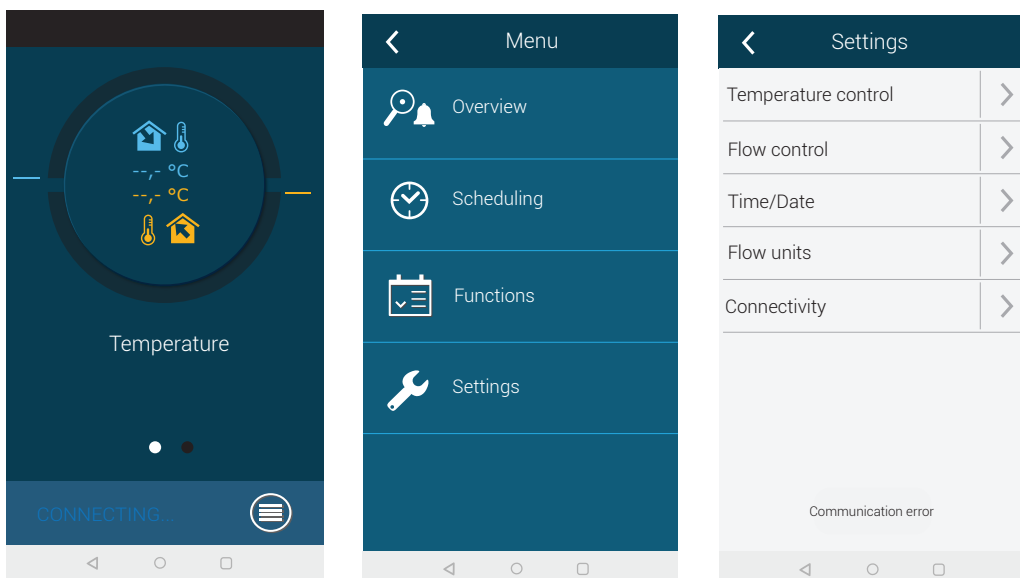 --,- °C
--,- °C
Temperature
CONNECTING...
Menu
Overview
Scheduling
Functions
Settings
Settings
Temperature control
Flow control
Time/Date
Flow units
Connectivity
Communication error